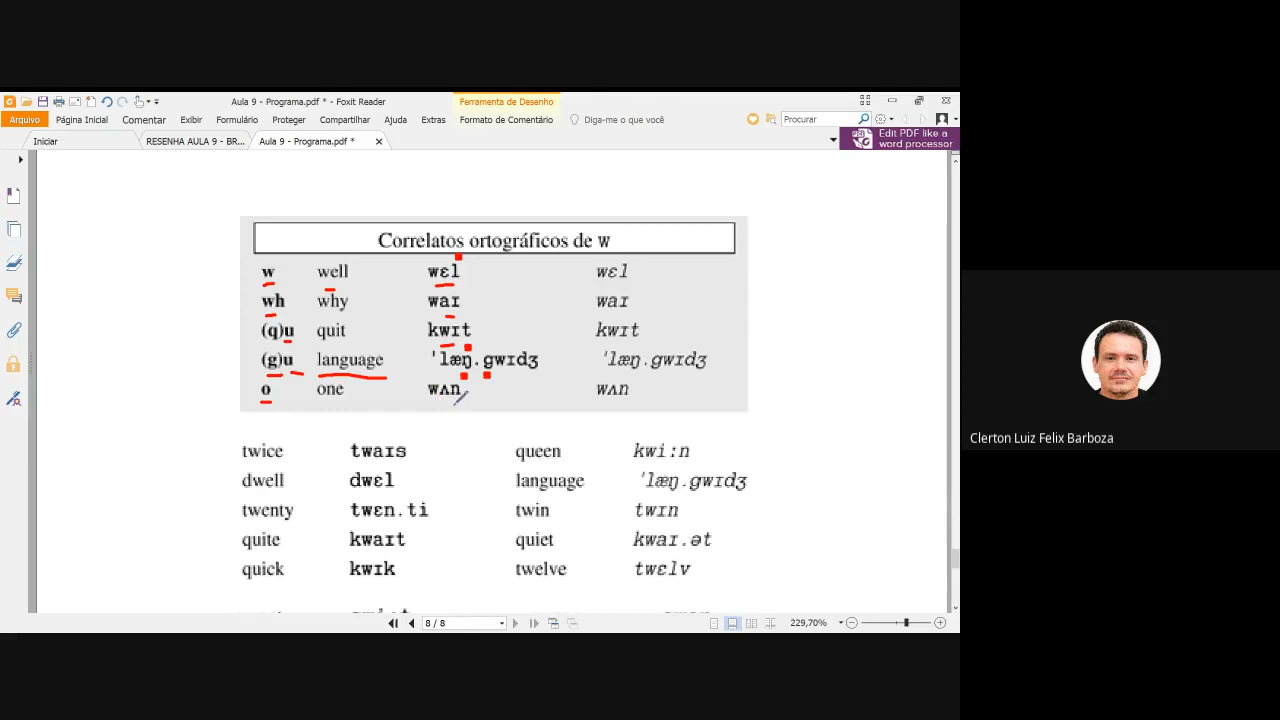 Aula 9 - Programa.pdf * - Foxit Reader
Ferramenta de Desenho
Arquivo Página Inicial Comentar Exibir Formulário Proteger Compartilhar Ajuda Extras Formato de Comentário Diga-me o que você Procurar
Iniciar RESENHA AULA 9 - BR... Aula 9 - Programa.pdf *
Edit PDF like a
word processor
Correlatos ortográficos de w
w well wɛl wɛl
wh why waɪ waɪ
(q)u quit kwɪt kwɪt
(g)u language ˈlæŋ.gwɪdʒ ˈlæŋ.gwɪdʒ
o one wʌn wʌn
twice twaɪs queen kwi:n
dwell dwɛl language ˈlæŋ.gwɪdʒ
twenty twɛn.ti twin twɪn
quite kwaɪt quiet kwaɪ.ət
quick kwɪk twelve twɛlv
8 / 8 229,70%
Clerton Luiz Felix Barboza